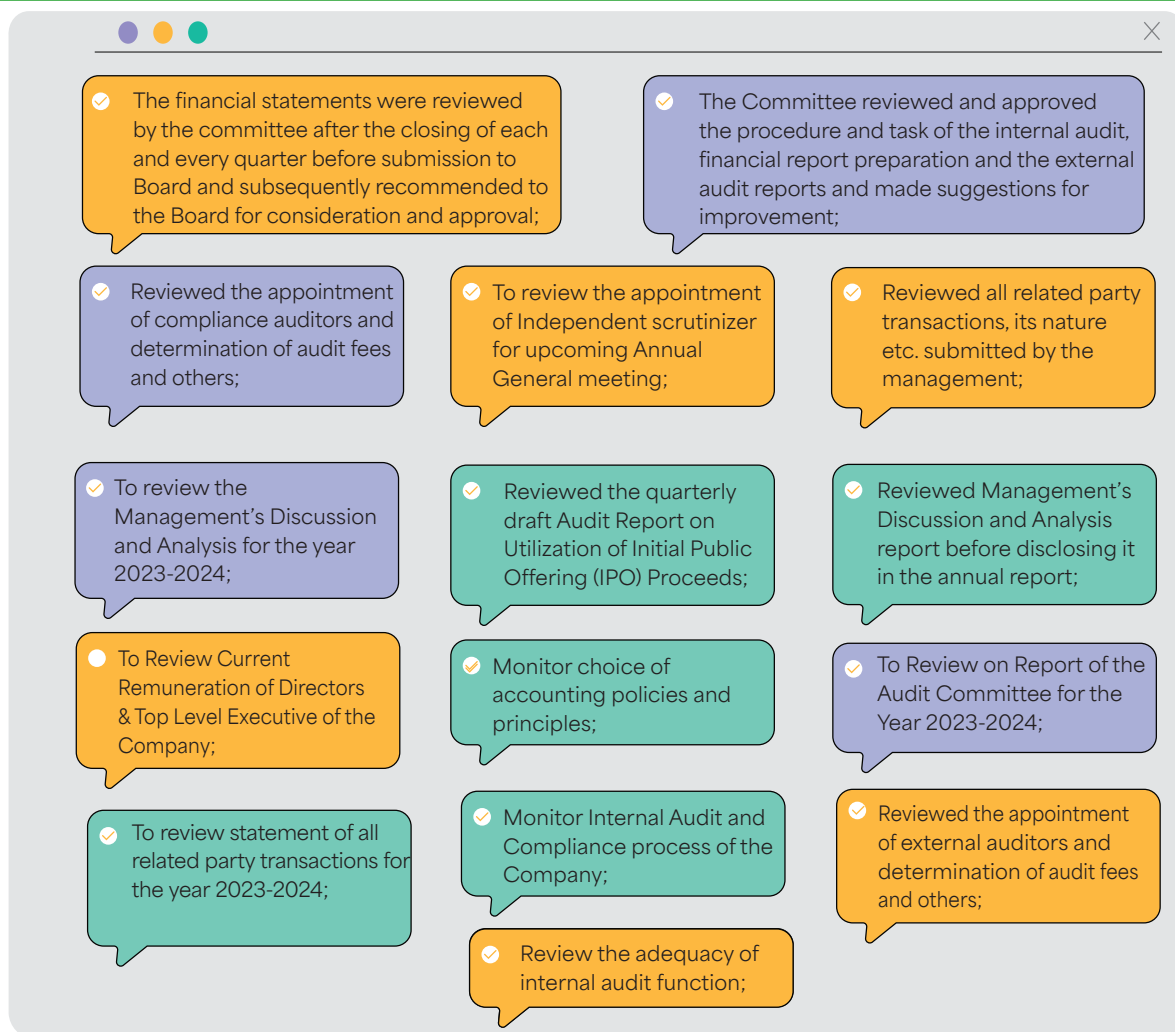 X
The financial statements were reviewed
by the committee after the closing of each
and every quarter before submission to
Board and subsequently recommended to
the Board for consideration and approval;
The Committee reviewed and approved
the procedure and task of the internal audit,
financial report preparation and the external
audit reports and made suggestions for
improvement;
Reviewed the appointment
of compliance auditors and
determination of audit fees
and others;
To review the appointment
of Independent scrutinizer
for upcoming Annual
General meeting;
Reviewed all related party
transactions, its nature
etc. submitted by the
management;
To review the
Management’s Discussion
and Analysis for the year
2023-2024;
Reviewed the quarterly
draft Audit Report on
Utilization of Initial Public
Offering (IPO) Proceeds;
Reviewed Management’s
Discussion and Analysis
report before disclosing it
in the annual report;
To Review Current
Remuneration of Directors
& Top Level Executive of the
Company;
Monitor choice of
accounting policies and
principles;
To Review on Report of the
Audit Committee for the
Year 2023-2024;
To review statement of all
related party transactions for
the year 2023-2024;
Monitor Internal Audit and
Compliance process of the
Company;
Reviewed the appointment
of external auditors and
determination of audit fees
and others;
Review the adequacy of
internal audit function;